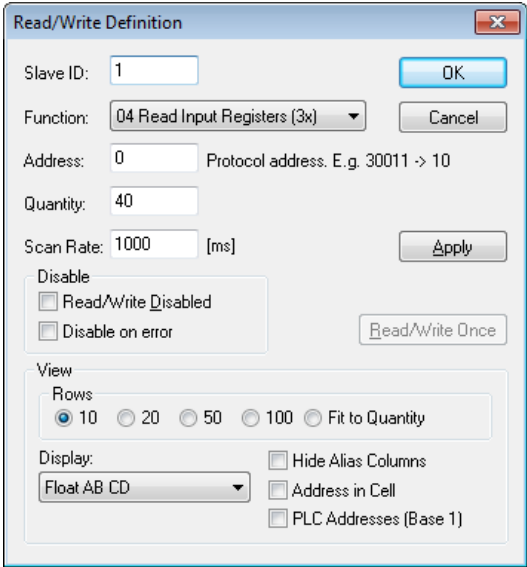 Read/Write Definition
Slave ID: 1 OK
Function: 04 Read Input Registers (3x) Cancel
Address: 0 Protocol address. E.g. 30011 -> 10
Quantity: 40
Scan Rate: 1000 [ms] Apply
Disable
Read/Write Disabled
Disable on error
Read/Write Once
View
Rows
10 20 50 100 Fit to Quantity
Display:
Hide Alias Columns
Float AB CD
Address in Cell
PLC Addresses (Base 1)